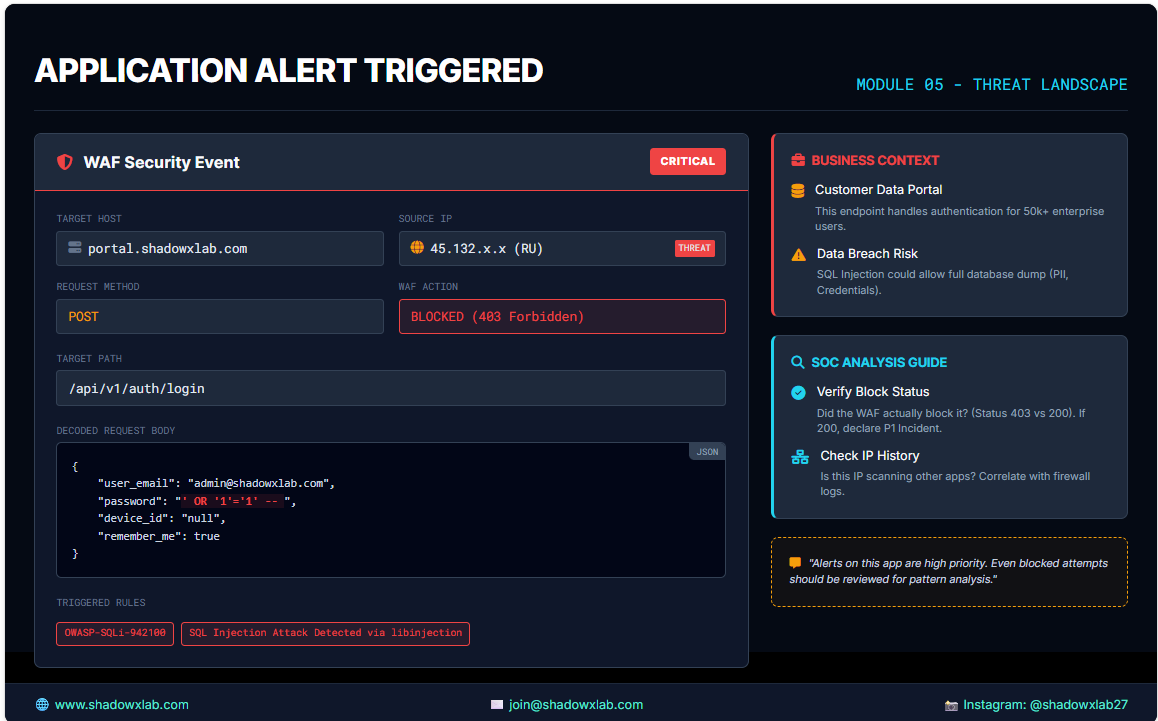 APPLICATION ALERT TRIGGERED
MODULE 05 - THREAT LANDSCAPE
WAF Security Event
CRITICAL
TARGET HOST
portal.shadowxlab.com
SOURCE IP
45.132.x.x (RU)
THREAT
REQUEST METHOD
POST
WAF ACTION
BLOCKED (403 Forbidden)
TARGET PATH
/api/v1/auth/login
DECODED REQUEST BODY
JSON
{
    "user_email": "admin@shadowxlab.com",
    "password": "' OR '1'='1' -- ",
    "device_id": "null",
    "remember_me": true
}
TRIGGERED RULES
OWASP-SQLi-942100
SQL Injection Attack Detected via libinjection
BUSINESS CONTEXT
Customer Data Portal
This endpoint handles authentication for 50k+ enterprise
users.
Data Breach Risk
SQL Injection could allow full database dump (PII,
Credentials).
SOC ANALYSIS GUIDE
Verify Block Status
Did the WAF actually block it? (Status 403 vs 200). If
200, declare P1 Incident.
Check IP History
Is this IP scanning other apps? Correlate with firewall
logs.
"Alerts on this app are high priority. Even blocked attempts
should be reviewed for pattern analysis."
www.shadowxlab.com
join@shadowxlab.com
Instagram: @shadowxlab27